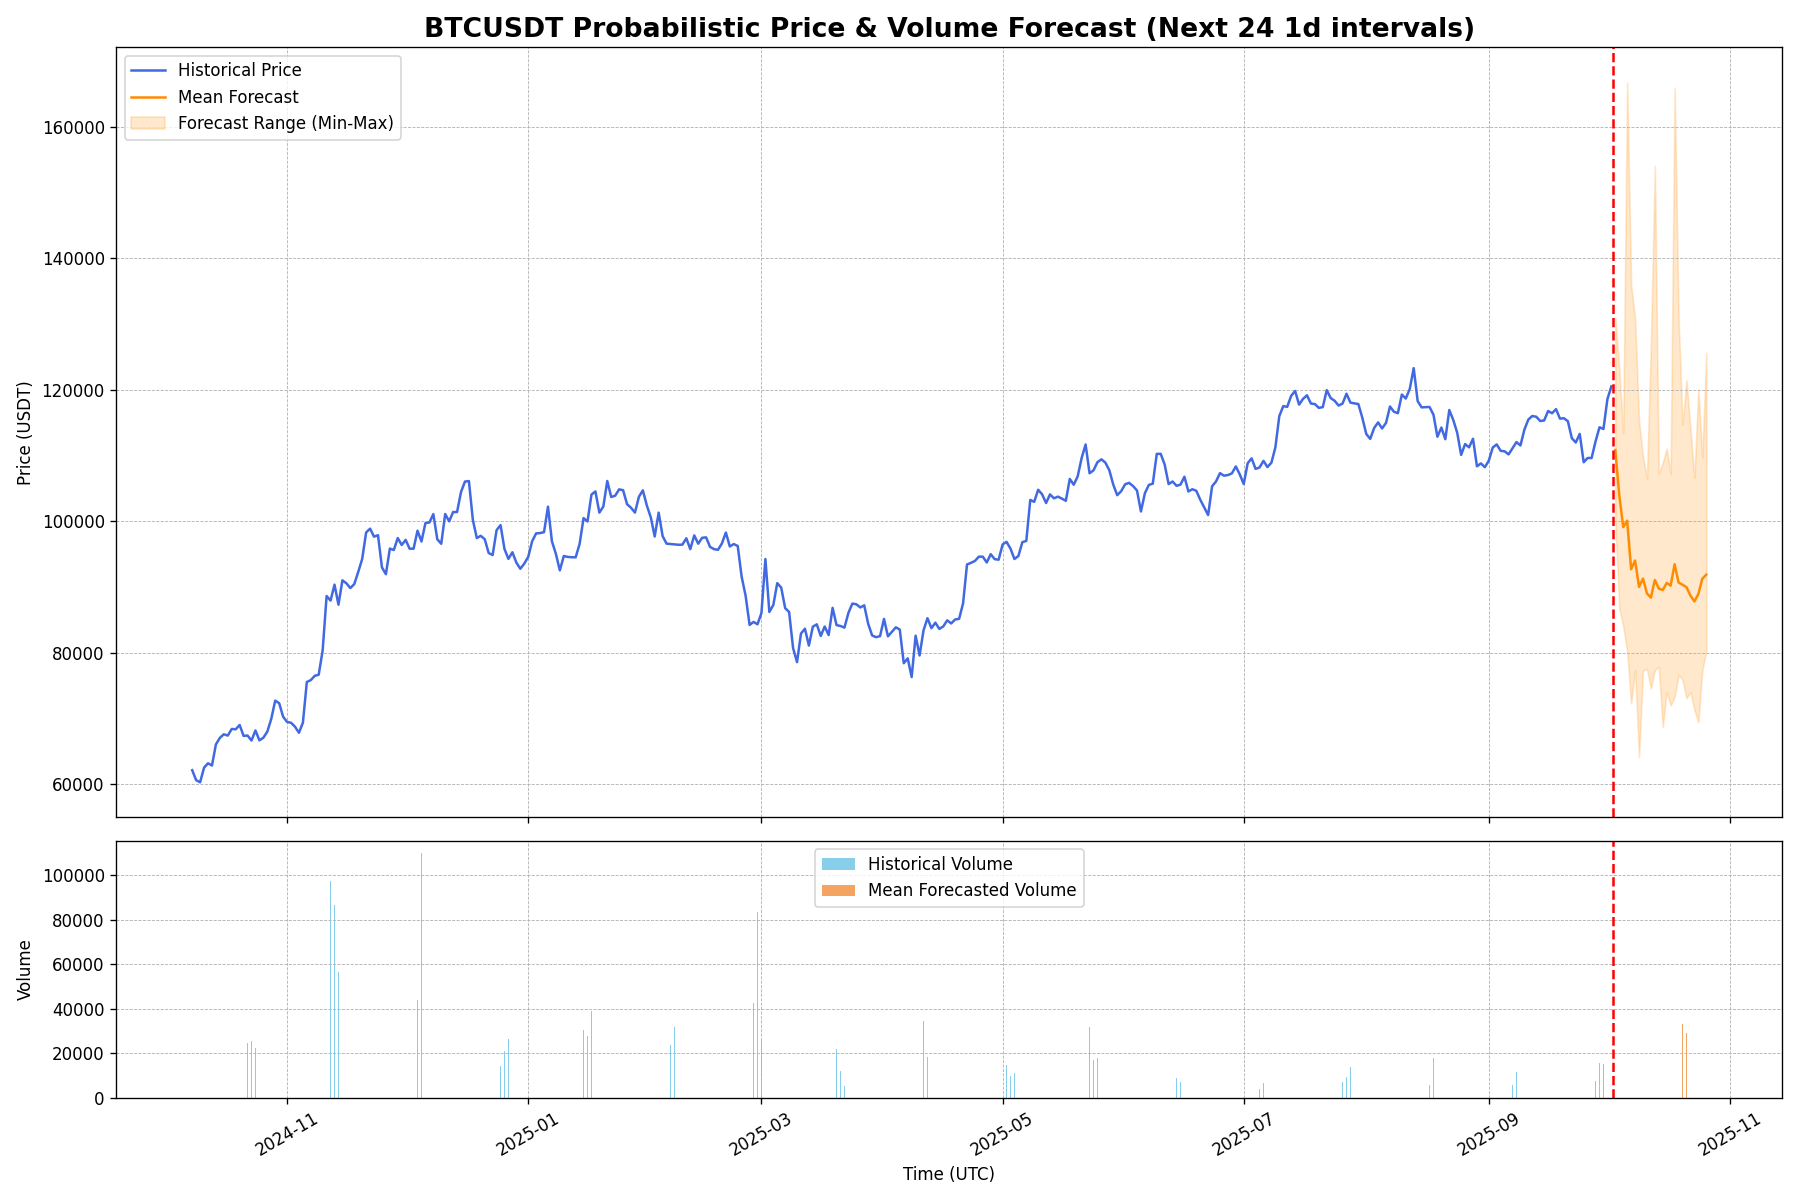 BTCUSDT Probabilistic Price & Volume Forecast (Next 24 1d intervals)
Historical Price
Mean Forecast
Forecast Range (Min-Max)
160000
140000
120000
100000
80000
60000
Price (USDT)
Historical Volume
Mean Forecasted Volume
100000
80000
60000
40000
20000
0
Volume
2024-11
2025-01
2025-03
2025-05
2025-07
2025-09
2025-11
Time (UTC)